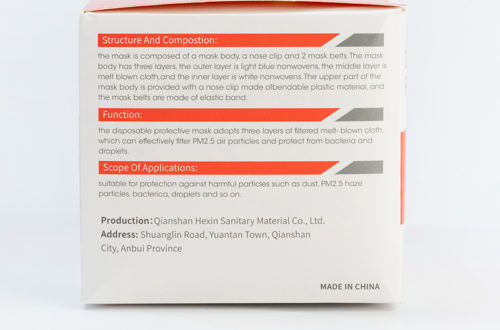 Structure And Compostion:
the mask is composed of a mask body, a nose clip and 2 mask belts. The mask
body has three layers, the outer layer is light blue nonwovens, the middle layer is
melt blown cloth,and the inner layer is white nonwovens. The upper part of the
mask body is provided with a nose clip made ofbendable plastic material, and
the mask belts are made of elastic band.
Function:
the disposable protective mask adopts three layers of filtered melt- blown cloth,
which can effectively filter PM2.5 air particles and protect from bacteria and
droplets.
Scope Of Applications:
suitable for protection against harmful particles such as dust, PM2.5 haze
particles, bacterica, droplets and so on.
Production: Qianshan Hexin Sanitary Material Co., Ltd.
Address: Shuanglin Road, Yuantan Town, Qianshan
City, Anbui Province
MADE IN CHINA